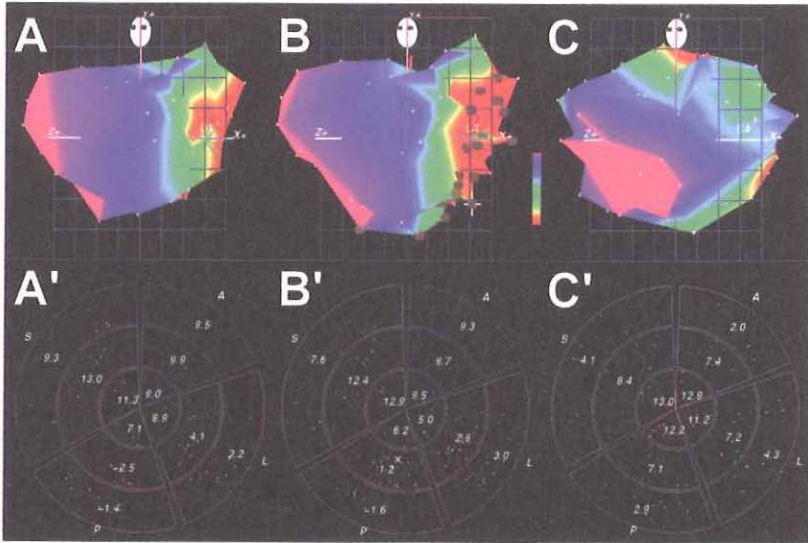 A B C
Z+ X+
Z+ X+
Z+
A' B' C'
A
9.5
S
9.3
9.9
13.0
11.3 9.0
8.9
7.1
4.1
2.2
L
-2.5
-1.4
P
A
9.3
S
7.6
6.7
12.4
12.9 9.5
5.0
6.2
2.8
3.0
L
1.2
-1.6
P
A
2.0
S
-4.1
7.4
8.4
13.0 12.9
11.2
12.2
7.2
4.3
L
7.1
2.9
P